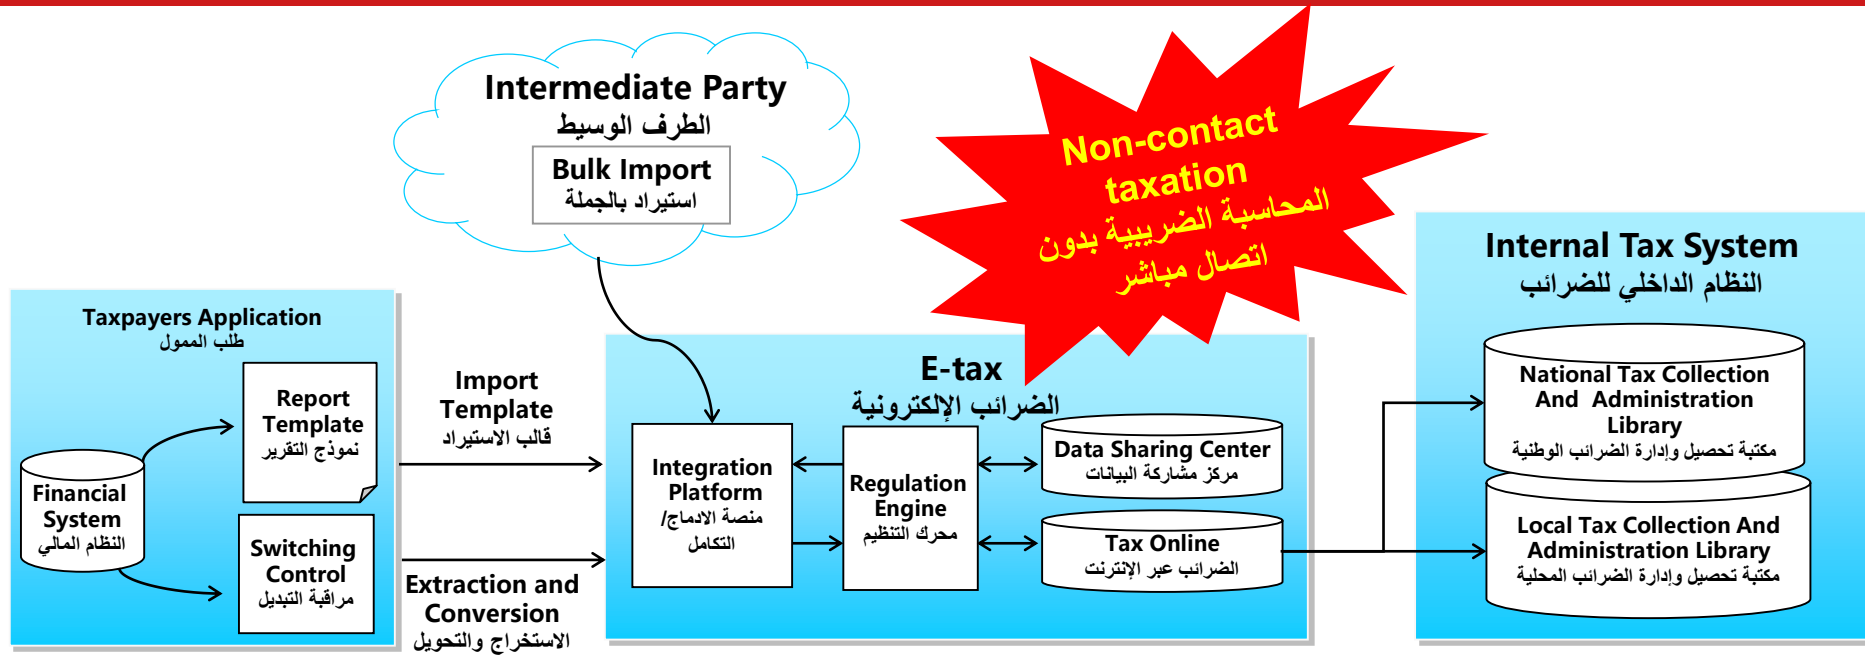 Intermediate Party
الطرف الوسيط
Bulk Import
استيراد بالجملة
Non-contact
taxation
المحاسبة الضريبية بدون
اتصال مباشر
Taxpayers Application
طلب الممول
Report
Template
نموذج التقرير
Financial
System
النظام المالي
Switching
Control
مراقبة التبديل
Import
Template
قالب الاستيراد
Extraction and
Conversion
الاستخراج والتحويل
E-tax
الضرائب الإلكترونية
Integration
Platform
منصة الادماج/
التكامل
Regulation
Engine
محرك التنظيم
Data Sharing Center
مركز مشاركة البيانات
Tax Online
الضرائب عبر الإنترنت
Internal Tax System
النظام الداخلي للضرائب
National Tax Collection
And Administration
Library
مكتبة تحصيل وإدارة الضرائب الوطنية
Local Tax Collection And
Administration Library
مكتبة تحصيل وإدارة الضرائب المحلية